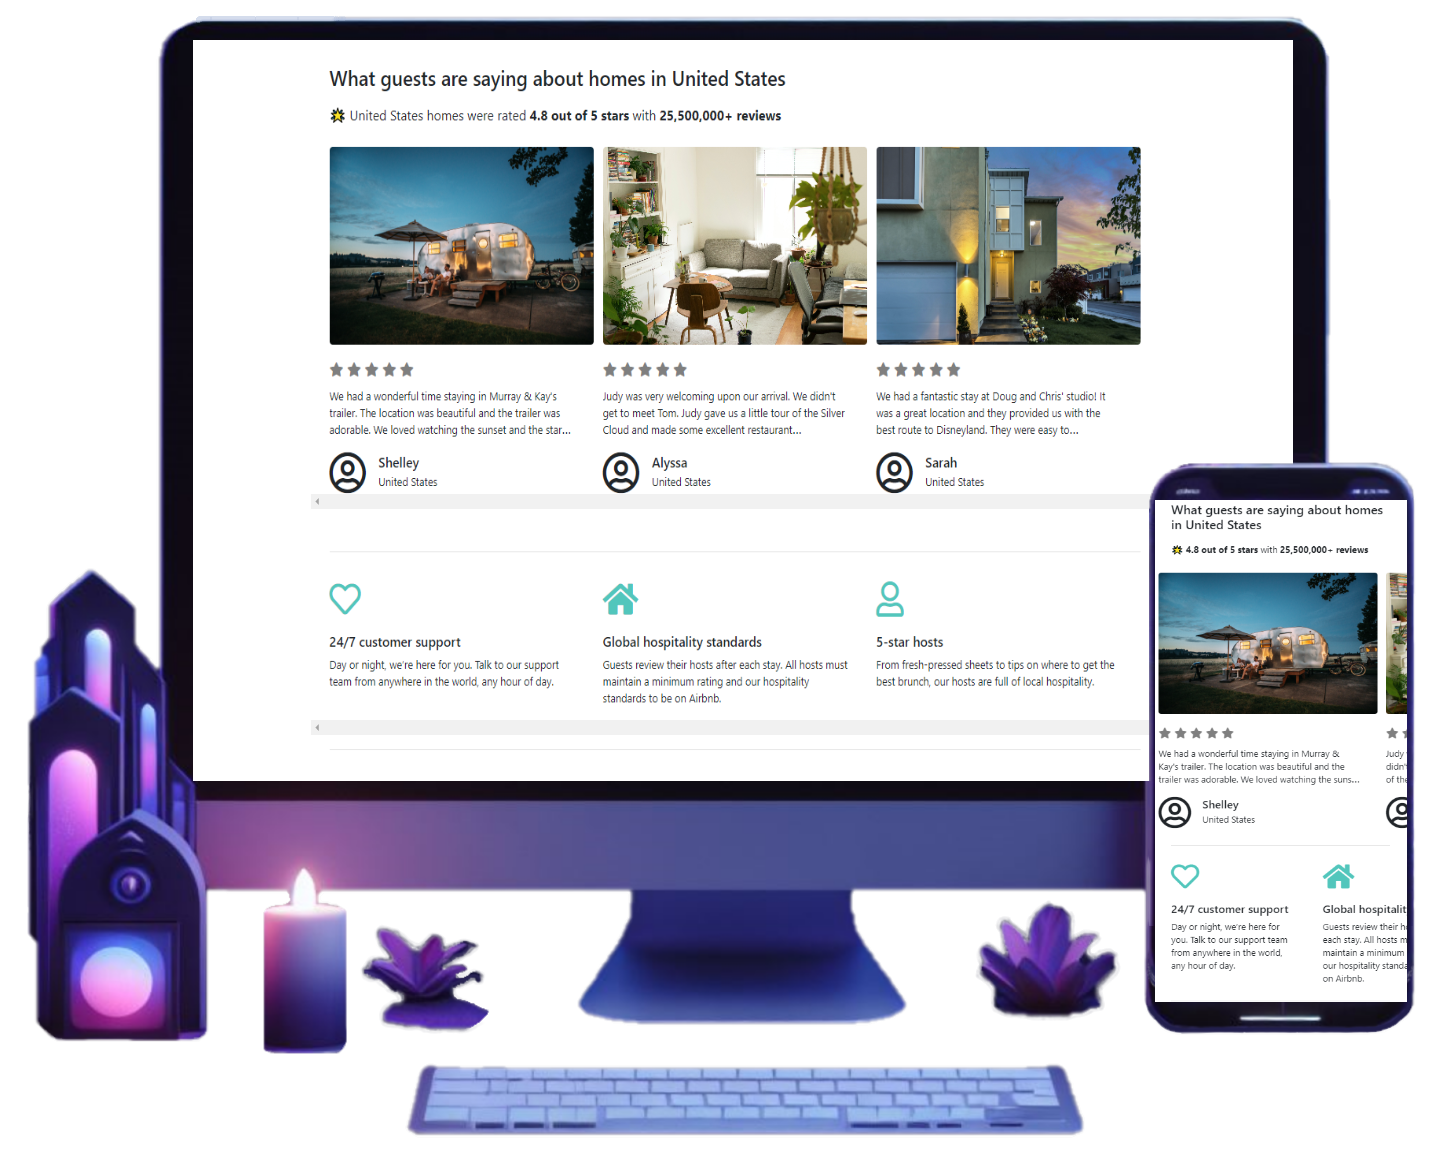 What guests are saying about homes in United States
United States homes were rated 4.8 out of 5 stars with 25,500,000+ reviews
We had a wonderful time staying in Murray & Kay's
trailer. The location was beautiful and the trailer was
adorable. We loved watching the sunset and the star...
Shelley
United States
Judy was very welcoming upon our arrival. We didn't
get to meet Tom. Judy gave us a little tour of the Silver
Cloud and made some excellent restaurant...
Alyssa
United States
We had a fantastic stay at Doug and Chris' studio! It
was a great location and they provided us with the
best route to Disneyland. They were easy to...
Sarah
United States
24/7 customer support
Day or night, we're here for you. Talk to our support
team from anywhere in the world, any hour of day.
Global hospitality standards
Guests review their hosts after each stay. All hosts must
maintain a minimum rating and our hospitality
standards to be on Airbnb.
5-star hosts
From fresh-pressed sheets to tips on where to get the
best brunch, our hosts are full of local hospitality.
What guests are saying about homes
in United States
4.8 out of 5 stars with 25,500,000+ reviews
We had a wonderful time staying in Murray &
Kay's trailer. The location was beautiful and the
trailer was adorable. We loved watching the suns...
Shelley
United States
Judy
didn'
of the
24/7 customer support
Day or night, we're here for
you. Talk to our support team
from anywhere in the world,
any hour of day.
Global hospitalit
Guests review their h
each stay. All hosts m
maintain a minimum
our hospitality standa
on Airbnb.